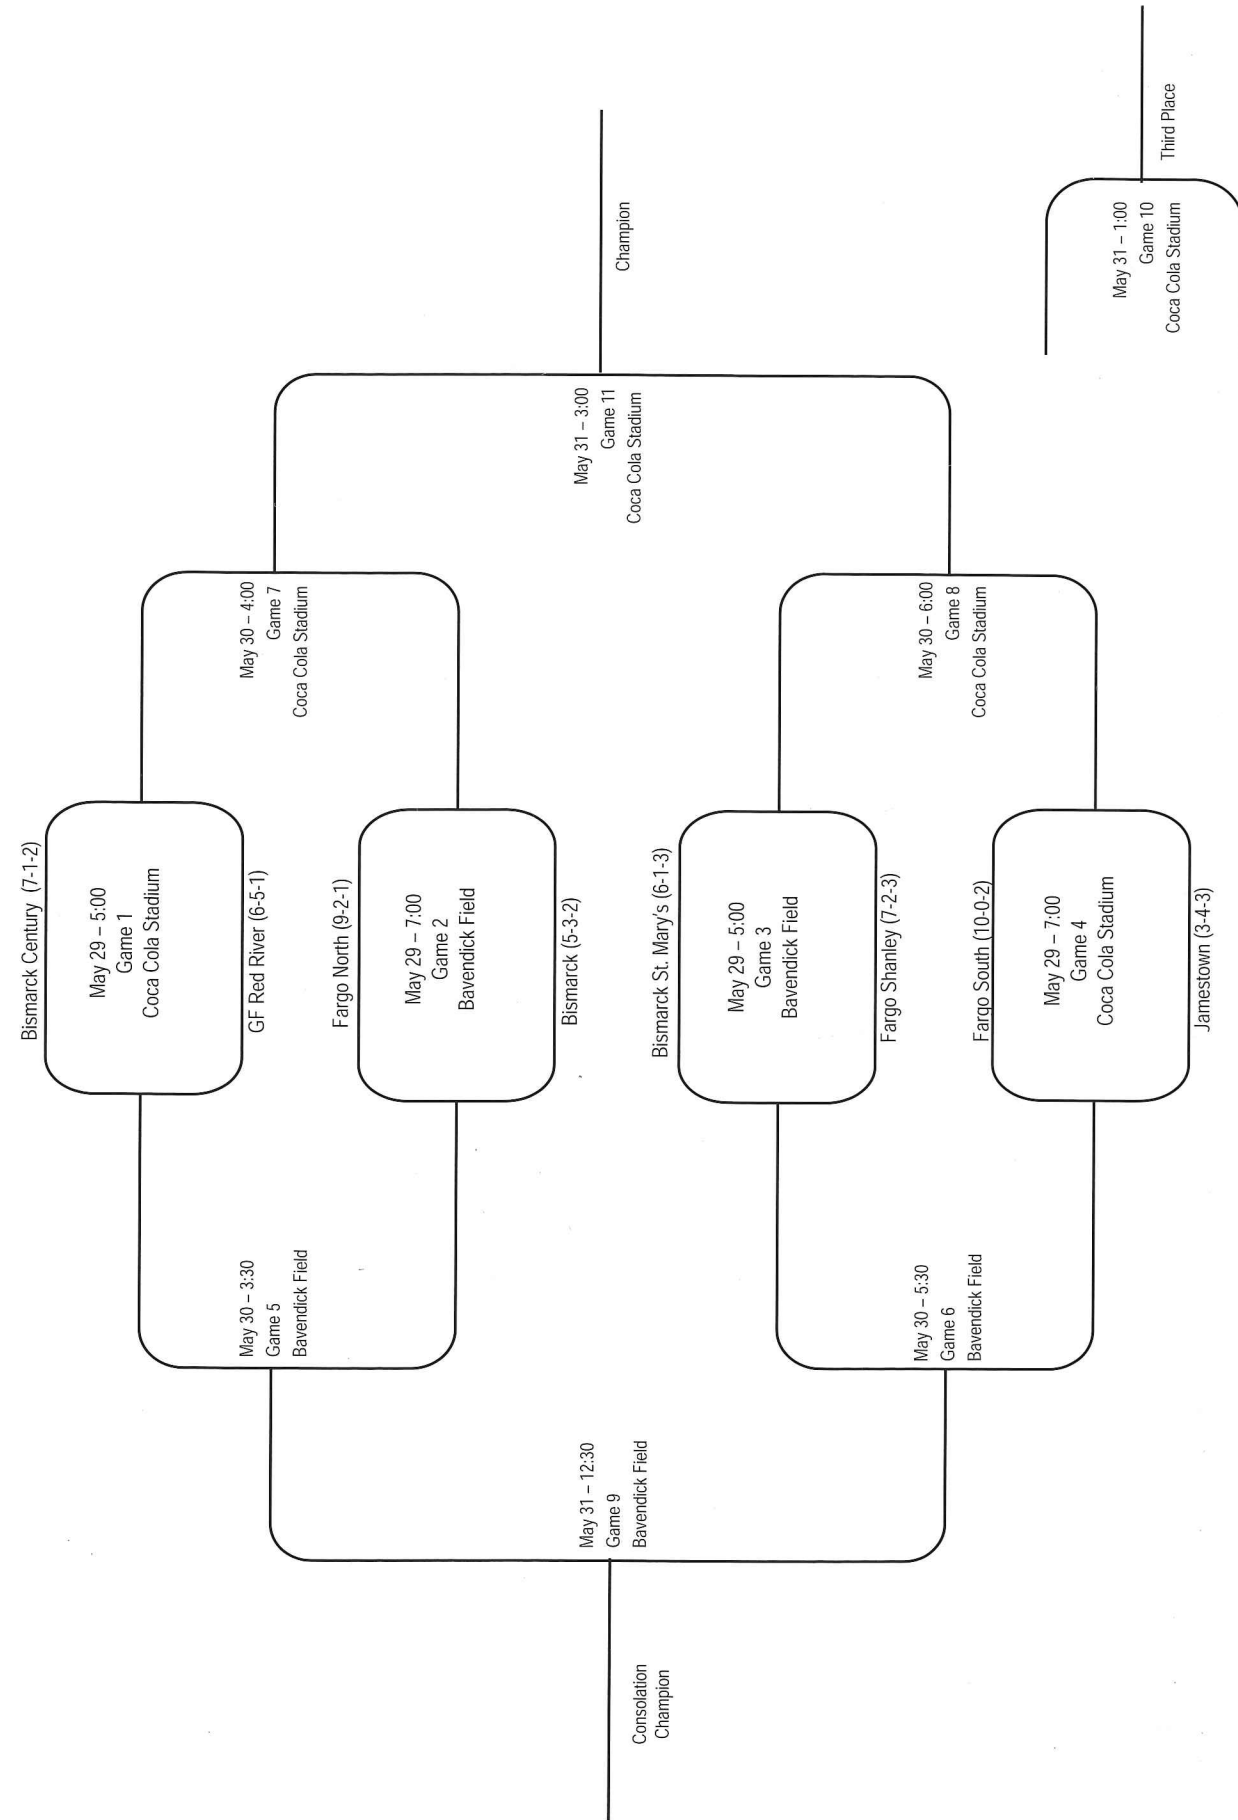 Bismarck Century (7-1-2)
May 29 – 5:00
Game 1
Coca Cola Stadium
GF Red River (6-5-1)
Fargo North (9-2-1)
May 29 – 7:00
Game 2
Bavendick Field
Bismarck (5-3-2)
Bismarck St. Mary's (6-1-3)
May 29 – 5:00
Game 3
Bavendick Field
Fargo Shanley (7-2-3)
Fargo South (10-0-2)
May 29 – 7:00
Game 4
Coca Cola Stadium
Jamestown (3-4-3)
May 30 – 3:30
Game 5
Bavendick Field
May 30 – 5:30
Game 6
Bavendick Field
May 30 – 4:00
Game 7
Coca Cola Stadium
May 30 – 6:00
Game 8
Coca Cola Stadium
May 31 – 12:30
Game 9
Bavendick Field
Consolation
Champion
May 31 – 3:00
Game 11
Coca Cola Stadium
Champion
May 31 – 1:00
Game 10
Coca Cola Stadium
Third Place